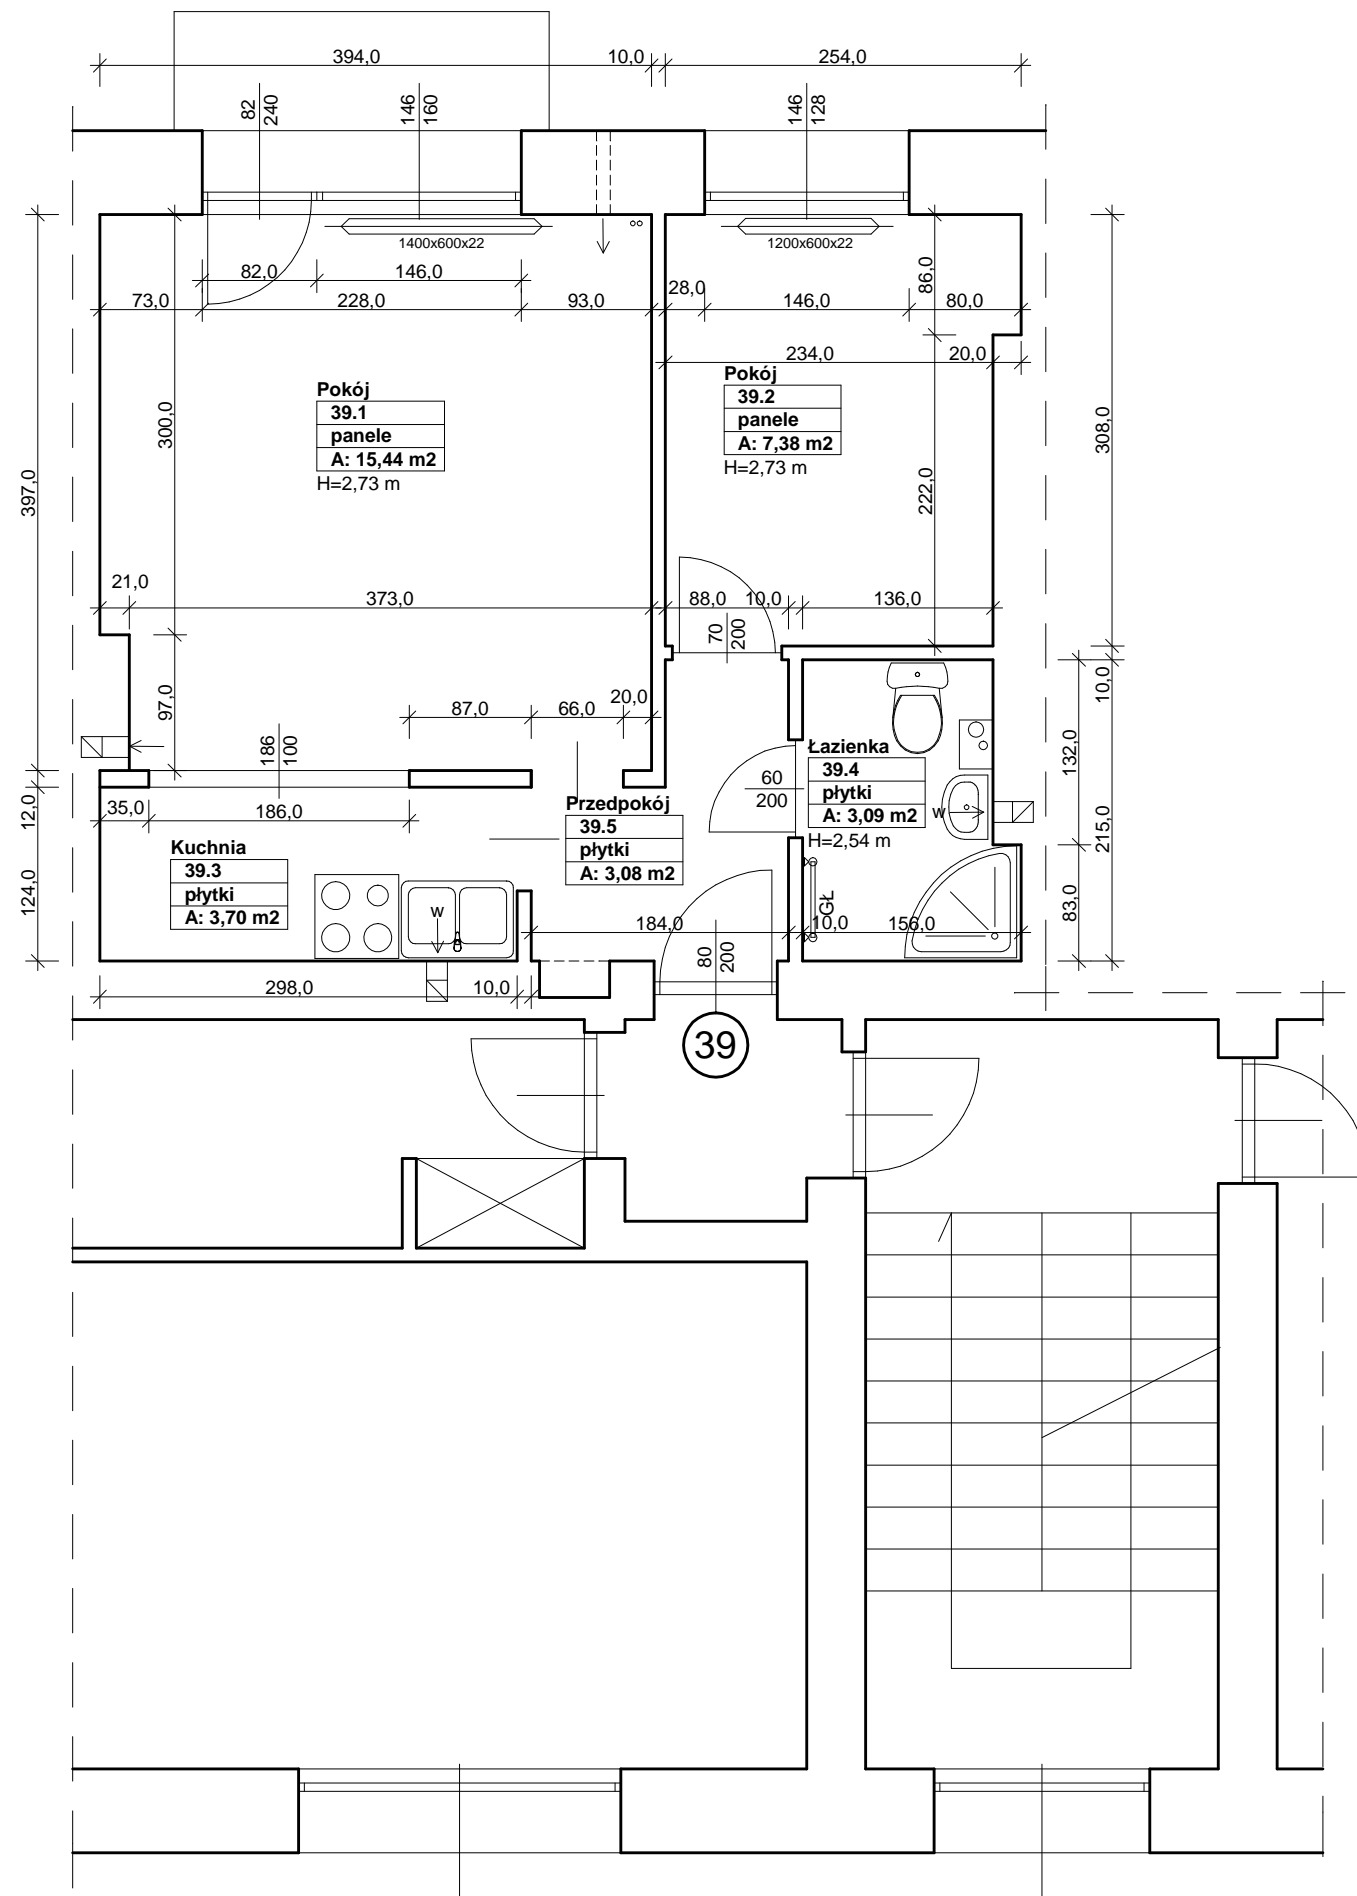 394,0
10,0
254,0
82
240
146
160
146
128
1400x600x22
1200x600x22
82,0
146,0
73,0
228,0
93,0
28,0
146,0
80,0
86,0
234,0
20,0
Pokój
39.1
panele
A: 15,44 m2
H=2,73 m
Pokój
39.2
panele
A: 7,38 m2
H=2,73 m
300,0
397,0
308,0
222,0
21,0
373,0
88,0
10,0
136,0
70
200
97,0
87,0
66,0
20,0
10,0
132,0
186
100
Łazienka
39.4
płytki
A: 3,09 m2
H=2,54 m
60
200
w
35,0
186,0
12,0
Przedpokój
39.5
płytki
A: 3,08 m2
215,0
Kuchnia
39.3
płytki
A: 3,70 m2
124,0
w
GŁ
83,0
184,0
10,0
156,0
80
200
298,0
10,0
39